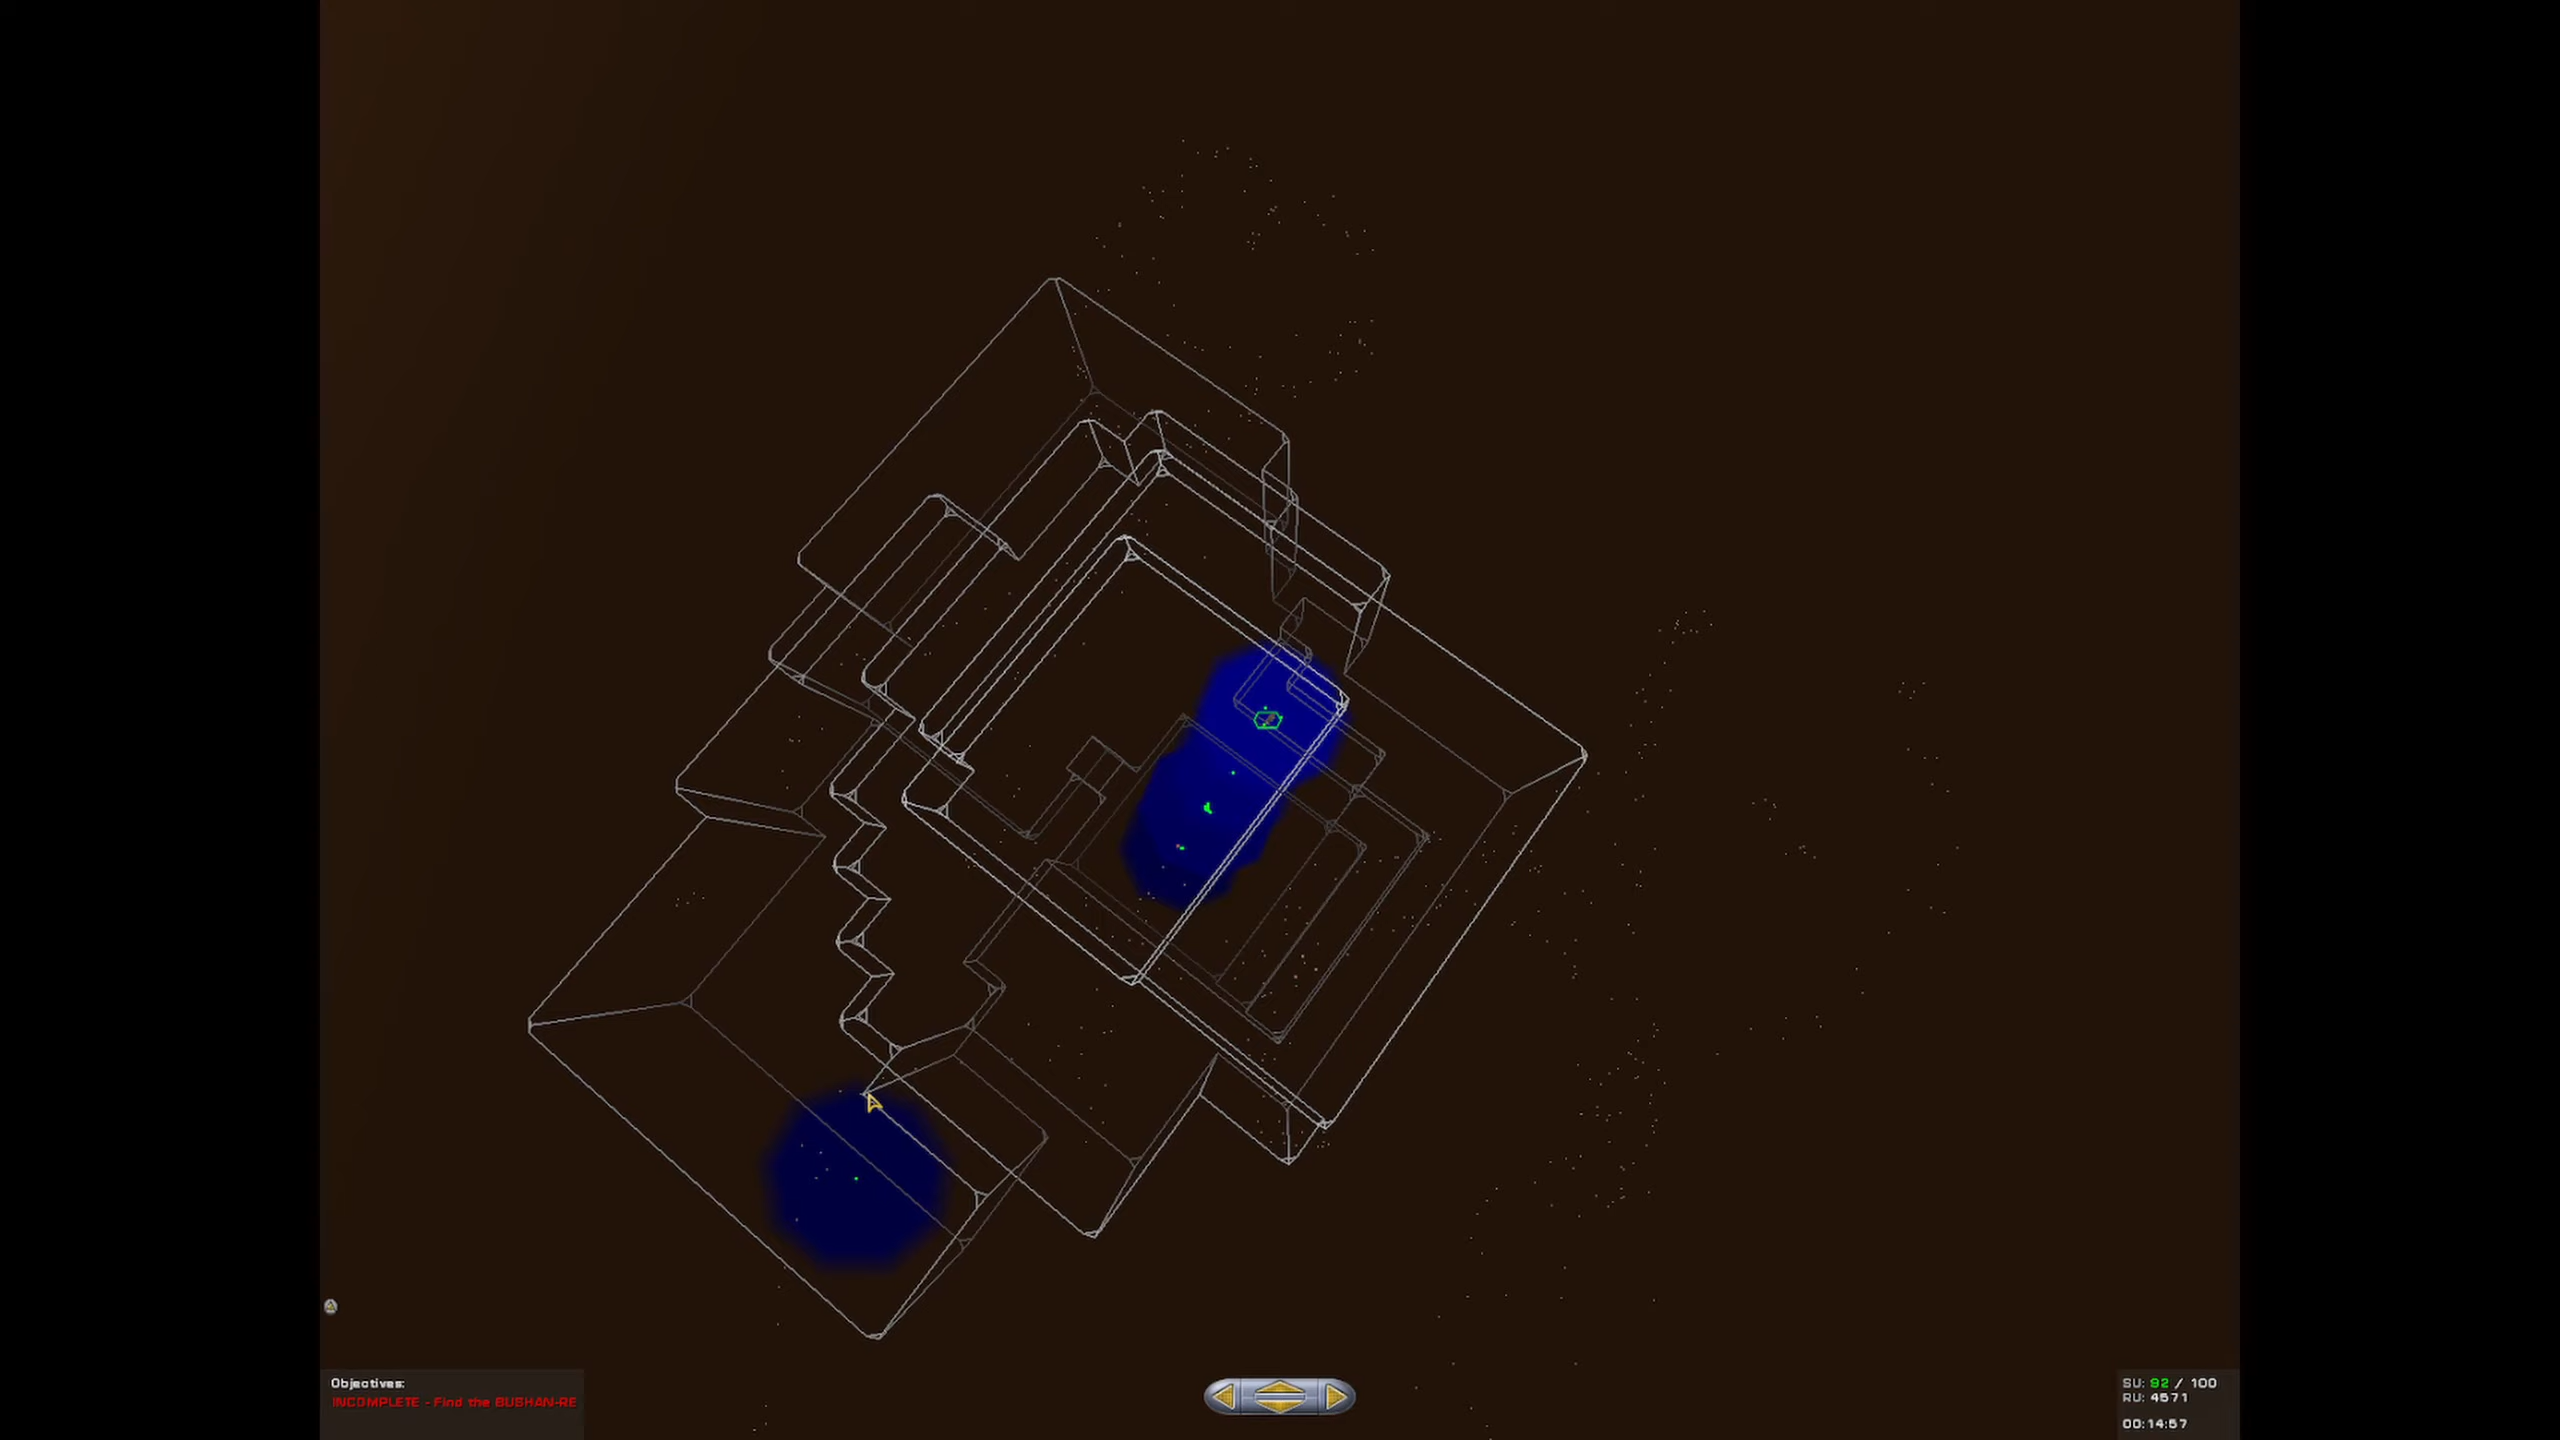 Objectives:
INCOMPLETE - Find the BUSHAN-RE
SU: 92 / 100
RU: 4571
00:14:57